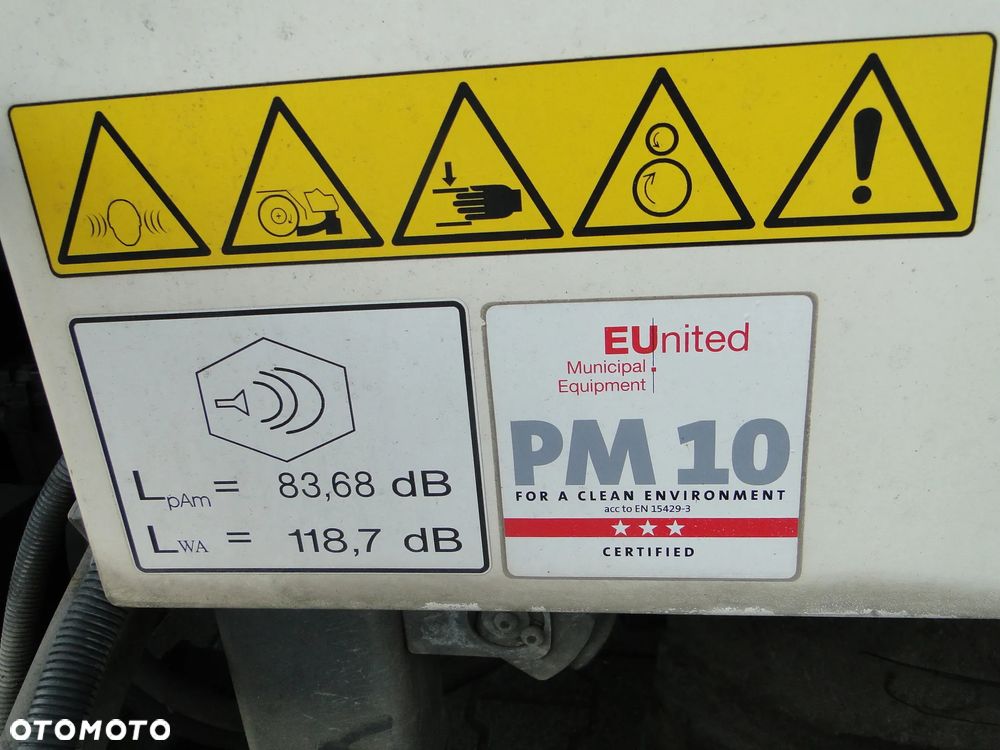 LpAm = 83,68 dB
LWA = 118,7 dB
EUnited
Municipal
Equipment
PM 10
FOR A CLEAN ENVIRONMENT
acc to EN 15429-3
CERTIFIED
OTOMOTO